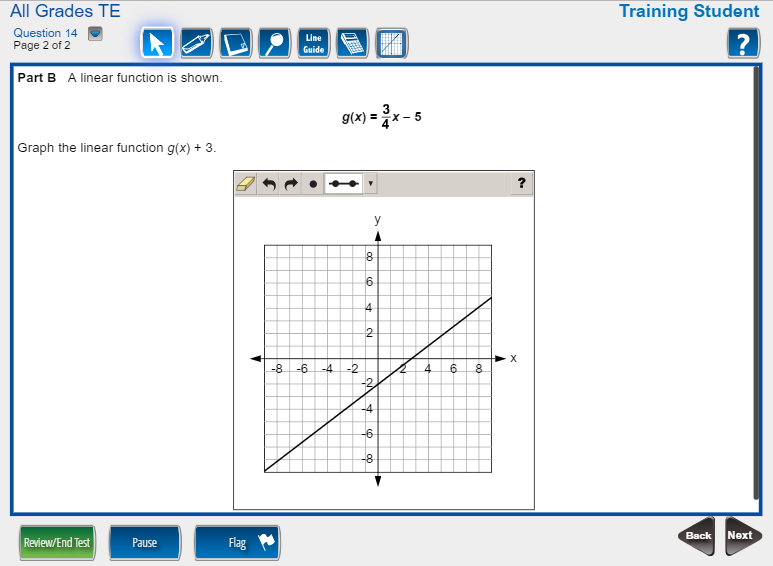 All Grades TE
Training Student
Question 14
Page 2 of 2
Line
Guide
?
Part B A linear function is shown.
g(x) = 3/4 x – 5
Graph the linear function g(x) + 3.
?
y
8
6
4
2
x
-8 -6 -4 -2 2 4 6 8
-2
-4
-6
-8
Review/End Test Pause Flag Back Next